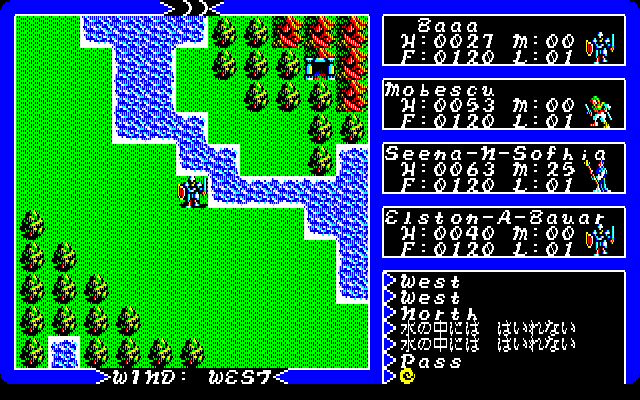 Baaa
H:0027 M:00
F:0120 L:01
Mobescu
H:0053 M:00
F:0120 L:01
Seena-N-Sofhia
H:0063 M:25
F:0120 L:01
Elston-A-Bavar
H:0040 M:00
F:0120 L:01
West
West
North
水の中には はいれない
水の中には はいれない
Pass
WIND: WEST